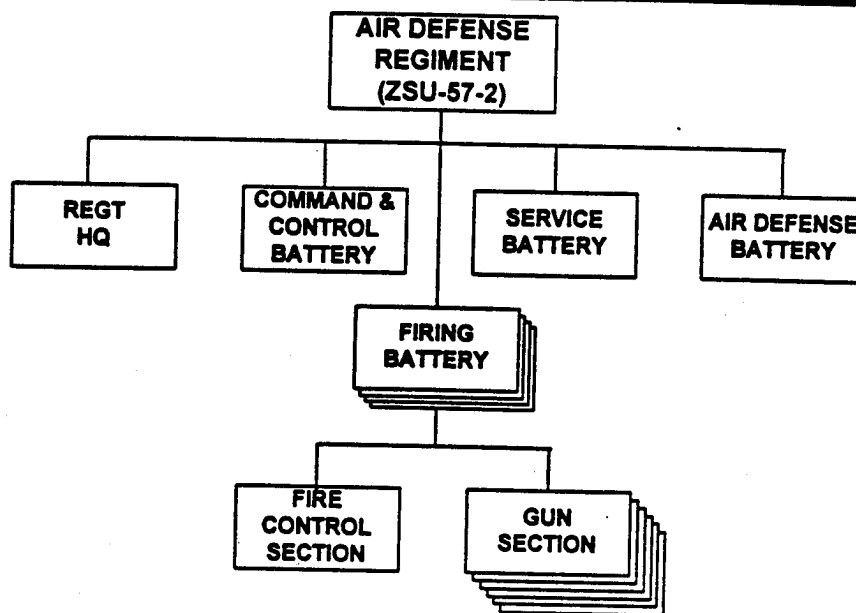 AIR DEFENSE
REGIMENT
(ZSU-57-2)
REGT
HQ
COMMAND &
CONTROL
BATTERY
SERVICE
BATTERY
AIR DEFENSE
BATTERY
FIRING
BATTERY
FIRE
CONTROL
SECTION
GUN
SECTION